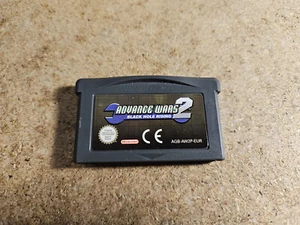 ADVANCE WARS 2
BLACK HOLE RISING
Nintendo
CE
AGB-AW2P-EUR